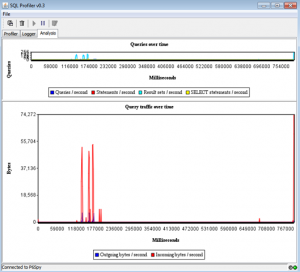 SQL Profiler v0.3
File
Profiler Logger Analysis
Queries over time
Queries
0 58000 116000 174000 232000 290000 348000 406000 464000 522000 580000 638000 696000 754000
Milliseconds
Queries / second Statements / second Result sets / second SELECT statements / second
Query traffic over time
74,272
55,704
37,136
18,568
0
Bytes
0 59000 118000 177000 236000 295000 354000 413000 472000 531000 590000 649000 708000 767000
Milliseconds
Outgoing bytes / second Incoming bytes / second
Connected to P6Spy